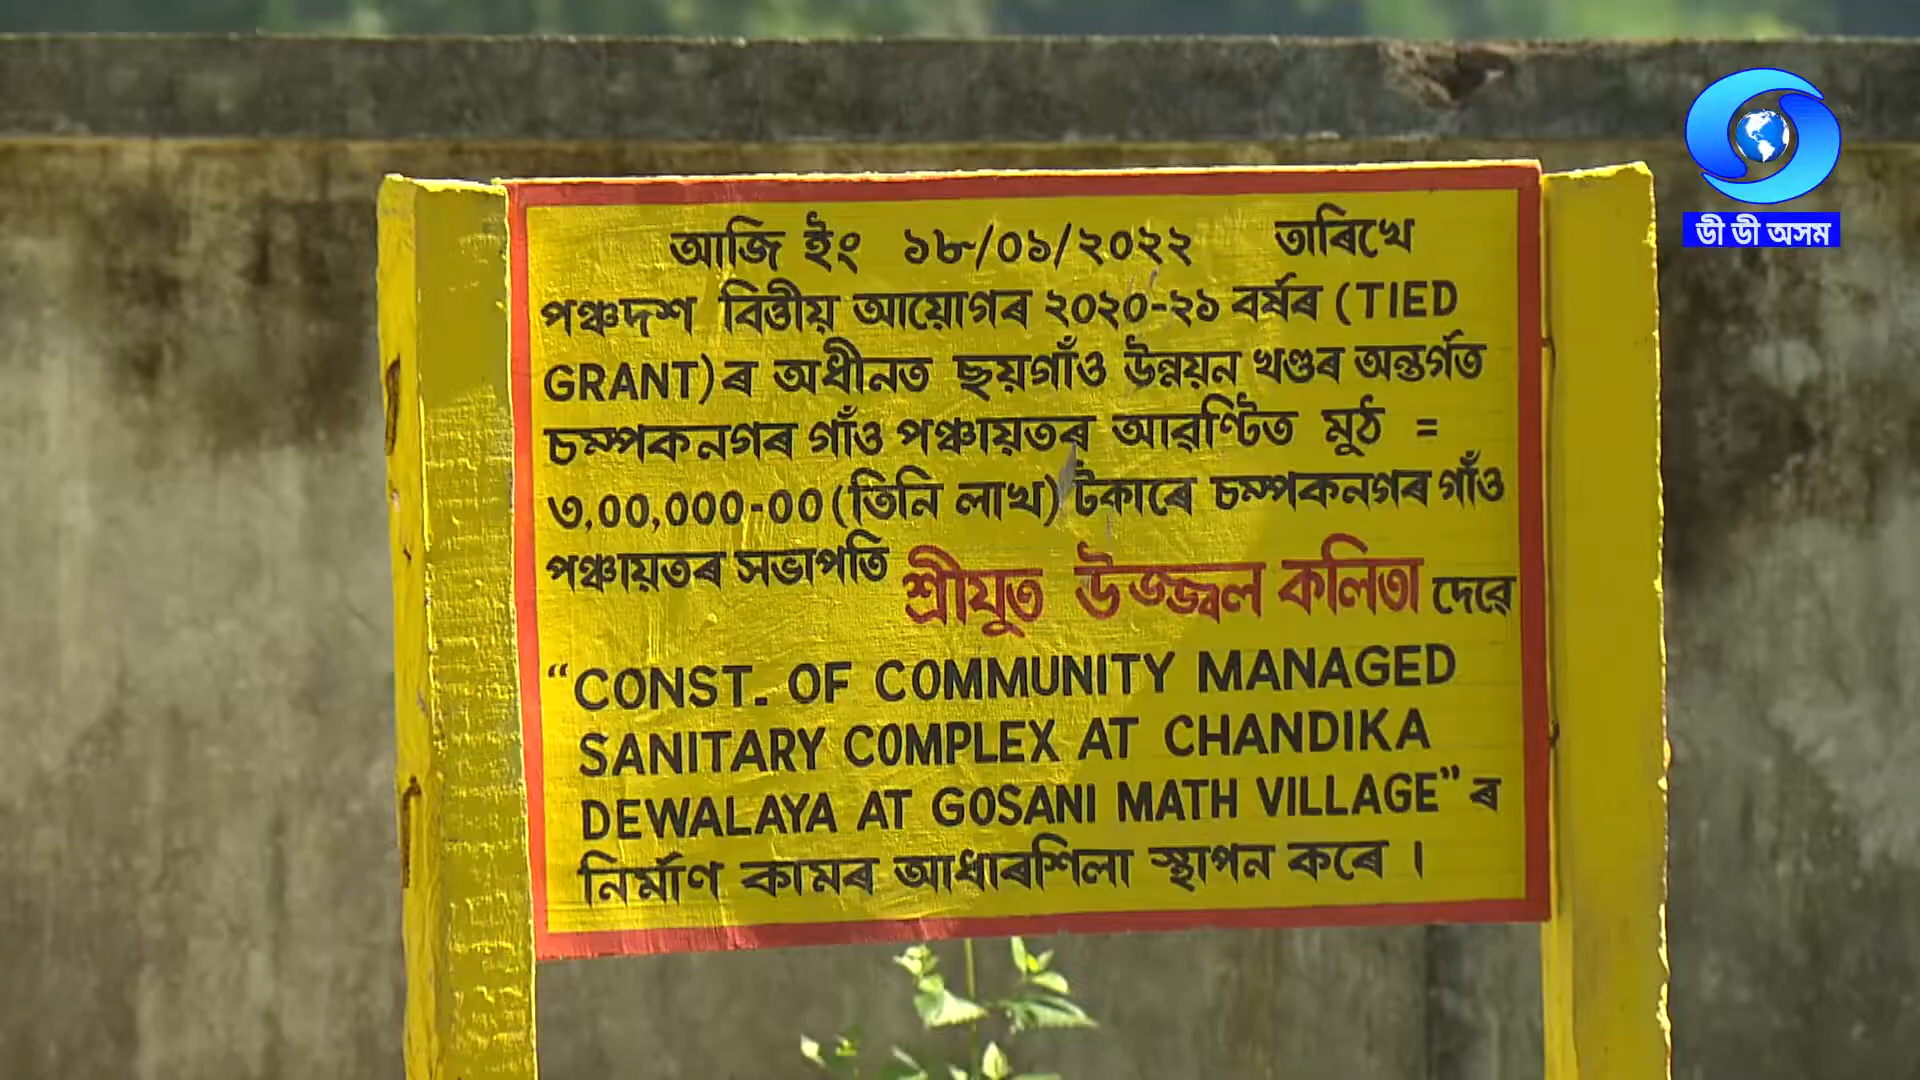 আজি ইং ১৮/০১/২০২২ তাৰিখে
পঞ্চদশ বিত্তীয় আয়োগৰ ২০২০-২১ বৰ্ষৰ (TIED
GRANT)ৰ অধীনত ছয়গাঁও উন্নয়ন খণ্ডৰ অন্তৰ্গত
চম্পকনগৰ গাঁও পঞ্চায়তৰ আৱণ্টিত মুঠ =
৩,00,000-00 (তিনি লাখ) টকাৰে চম্পকনগৰ গাঁও
পঞ্চায়তৰ সভাপতি শ্ৰীযুত উজ্জ্বল কলিতা দেৱে
“CONST. OF COMMUNITY MANAGED
SANITARY COMPLEX AT CHANDIKA
DEWALAYA AT GOSANI MATH VILLAGE” ৰ
নিৰ্মাণ কামৰ আধাৰশিলা স্থাপন কৰে ।
ডী ডী অসম